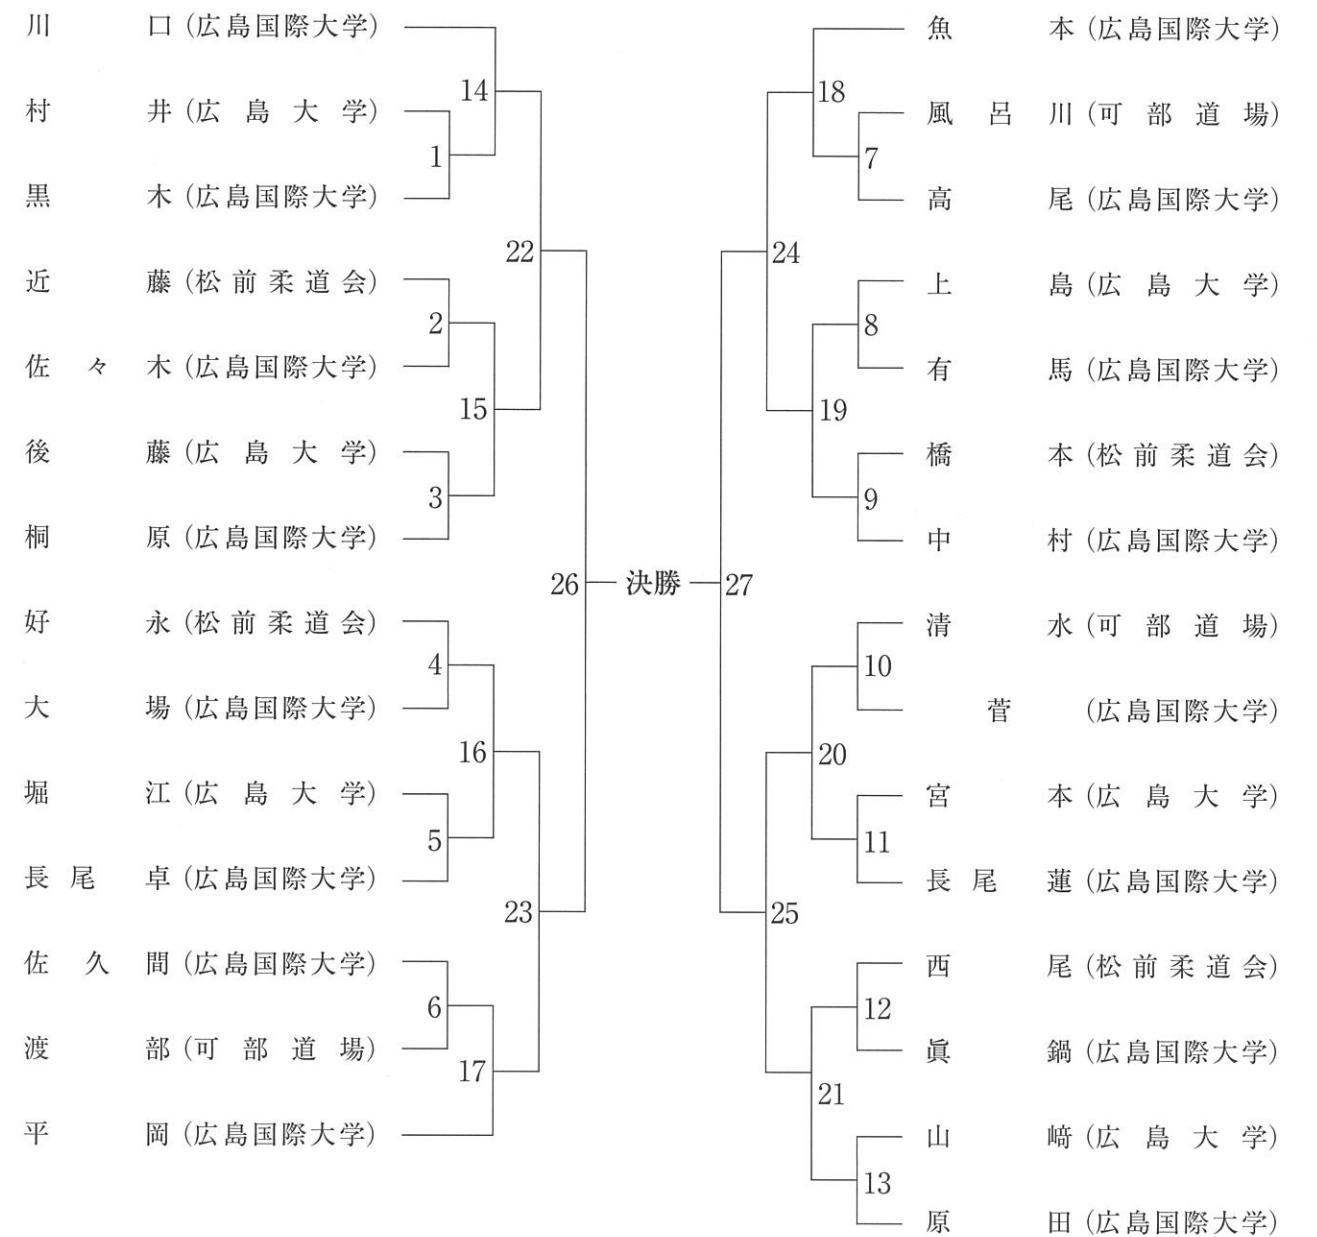 川口(広島国際大学)
14
村井(広島大学)
1
黒木(広島国際大学)
22
近藤(松前柔道会)
2
佐々木(広島国際大学)
15
後藤(広島大学)
3
桐原(広島国際大学)
26
好永(松前柔道会)
4
大場(広島国際大学)
16
堀江(広島大学)
5
長尾卓(広島国際大学)
23
佐久間(広島国際大学)
6
渡部(可部道場)
17
平岡(広島国際大学)
決勝
魚本(広島国際大学)
18
風呂川(可部道場)
7
高尾(広島国際大学)
24
上島(広島大学)
8
有馬(広島国際大学)
19
橋本(松前柔道会)
9
中村(広島国際大学)
27
清水(可部道場)
10
菅(広島国際大学)
20
宮本(広島大学)
11
長尾蓮(広島国際大学)
25
西尾(松前柔道会)
12
眞鍋(広島国際大学)
21
山﨑(広島大学)
13
原田(広島国際大学)